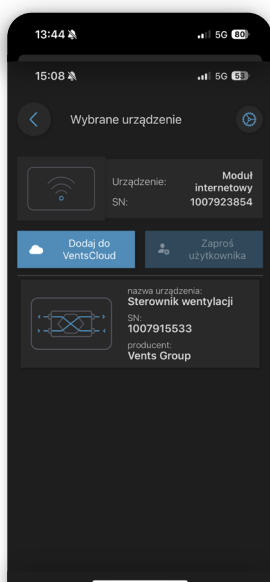 13:44 5G 80
15:08 5G 53
Wybrane urządzenie
Urządzenie: Moduł internetowy
SN: 1007923854
Dodaj do VentsCloud
Zaproś użytkownika
nazwa urządzenia:
Sterownik wentylacji
SN:
1007915533
producent:
Vents Group